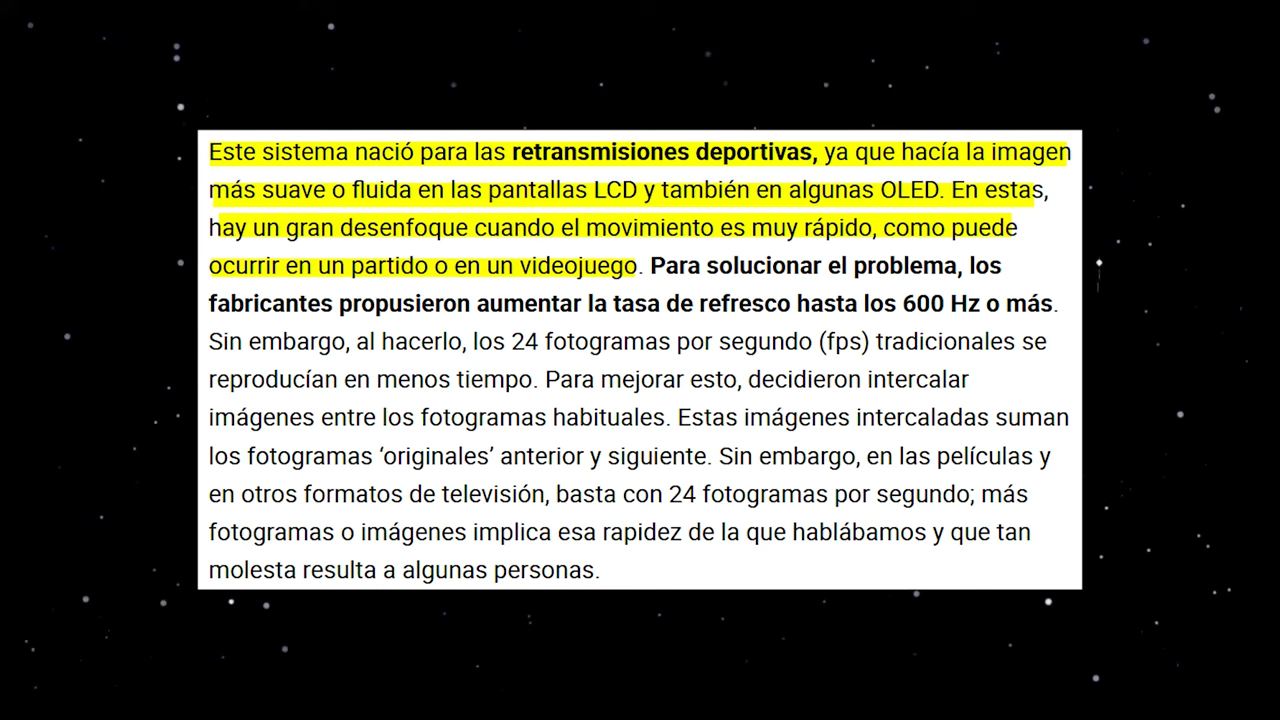 Este sistema nació para las retransmisiones deportivas, ya que hacía la imagen
más suave o fluida en las pantallas LCD y también en algunas OLED. En estas,
hay un gran desenfoque cuando el movimiento es muy rápido, como puede
ocurrir en un partido o en un videojuego. Para solucionar el problema, los
fabricantes propusieron aumentar la tasa de refresco hasta los 600 Hz o más.
Sin embargo, al hacerlo, los 24 fotogramas por segundo (fps) tradicionales se
reproducían en menos tiempo. Para mejorar esto, decidieron intercalar
imágenes entre los fotogramas habituales. Estas imágenes intercaladas suman
los fotogramas ‘originales’ anterior y siguiente. Sin embargo, en las películas y
en otros formatos de televisión, basta con 24 fotogramas por segundo; más
fotogramas o imágenes implica esa rapidez de la que hablábamos y que tan
molesta resulta a algunas personas.